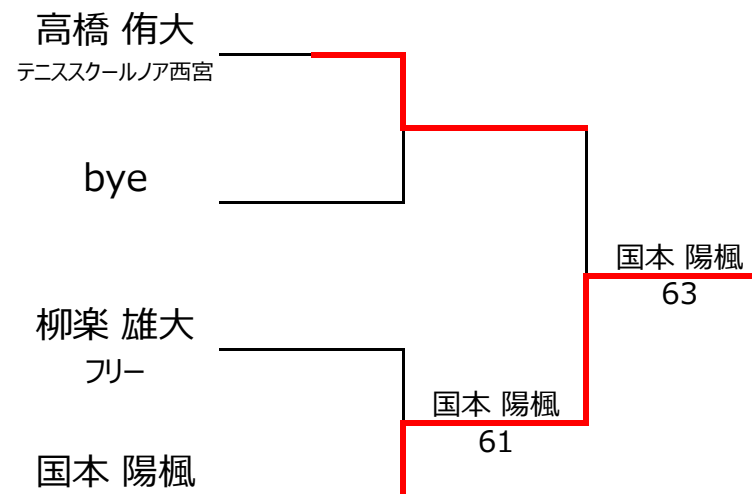 高橋 侑大
テニススクールノア西宮
bye
国本 陽楓
63
柳楽 雄大
フリー
国本 陽楓
61
国本 陽楓